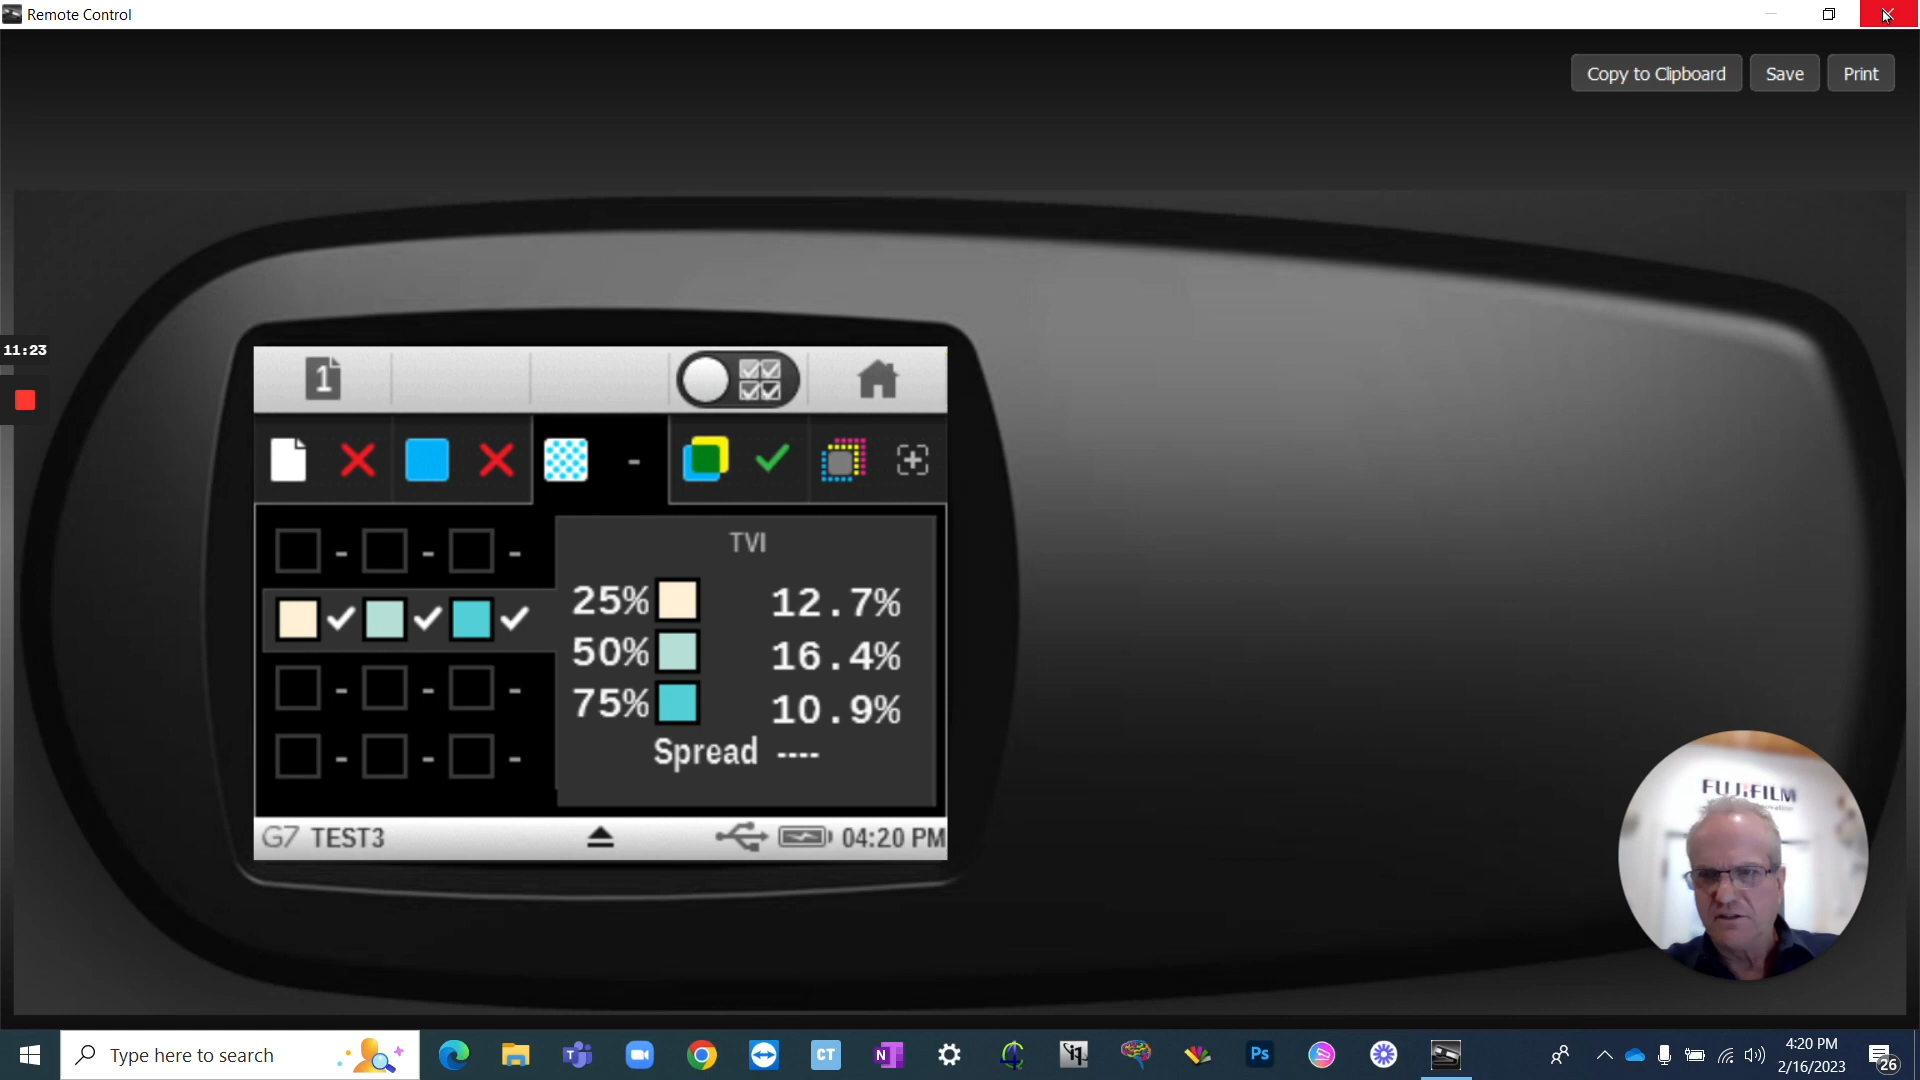 Remote Control
Copy to Clipboard
Save
Print
11:23
1
TVI
25% 12.7%
50% 16.4%
75% 10.9%
Spread ----
G7 TEST3
04:20 PM
FUJIFILM
Type here to search
CT
N
Ps
4:20 PM
2/16/2023
26